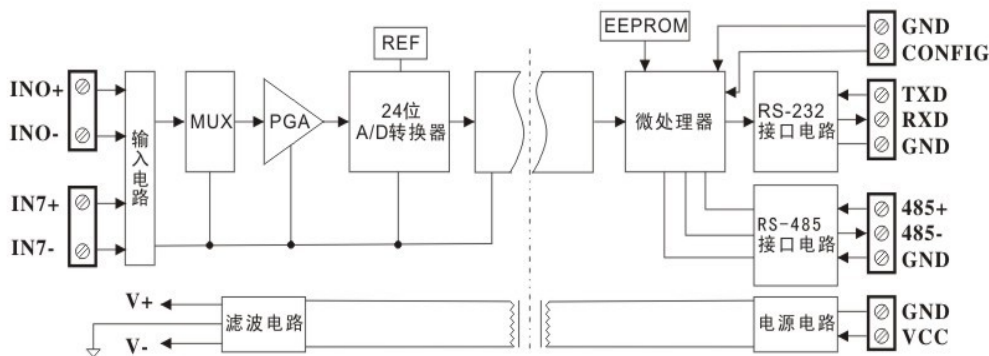 INO+
INO-
IN7+
IN7-
输入电路
MUX
PGA
REF
24位
A/D转换器
EEPROM
微处理器
RS-232
接口电路
RS-485
接口电路
GND
CONFIG
TXD
RXD
GND
485+
485-
GND
V+
V-
滤波电路
电源电路
GND
VCC